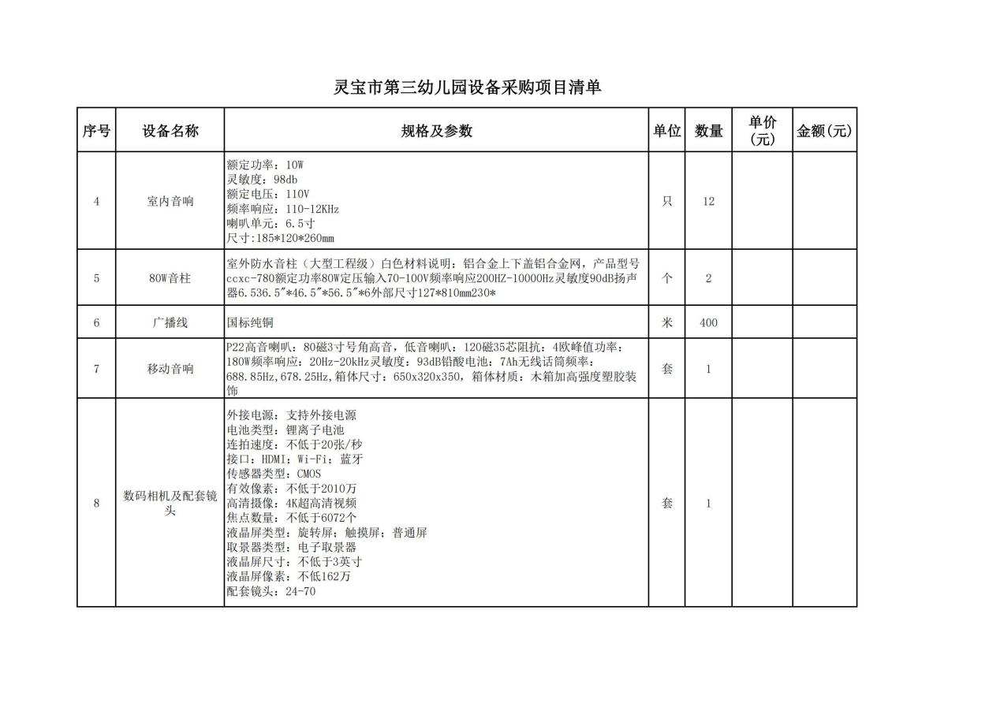 灵宝市第三幼儿园设备采购项目清单
序号 设备名称 规格及参数 单位 数量 单价(元) 金额(元)
4 室内音响 额定功率：10W
灵敏度：98db
额定电压：110V
频率响应：110-12KHz
喇叭单元：6.5寸
尺寸:185*120*260mm
只 12
5 80W音柱 室外防水音柱（大型工程级）白色材料说明：铝合金上下盖铝合金网，产品型号
ccxc-780额定功率80W定压输入70-100V频率响应200HZ-10000Hz灵敏度90dB扬声
器6.536.5"*46.5"*56.5"*6外部尺寸127*810mm230*
个 2
6 广播线 国标纯铜 米 400
7 移动音响 P22高音喇叭：80磁3寸号角高音，低音喇叭：120磁35芯阻抗：4欧峰值功率：
180W频率响应：20Hz-20kHz灵敏度：93dB铅酸电池：7Ah无线话筒频率：
688.85Hz,678.25Hz,箱体尺寸：650x320x350，箱体材质：木箱加高强度塑胶装
饰
套 1
8 数码相机及配套镜头 外接电源：支持外接电源
电池类型：锂离子电池
连拍速度：不低于20张/秒
接口：HDMI；Wi-Fi；蓝牙
传感器类型：CMOS
有效像素：不低于2010万
高清摄像：4K超高清视频
焦点数量：不低于6072个
液晶屏类型：旋转屏；触摸屏；普通屏
取景器类型：电子取景器
液晶屏尺寸：不低于3英寸
液晶屏像素：不低162万
配套镜头：24-70
套 1